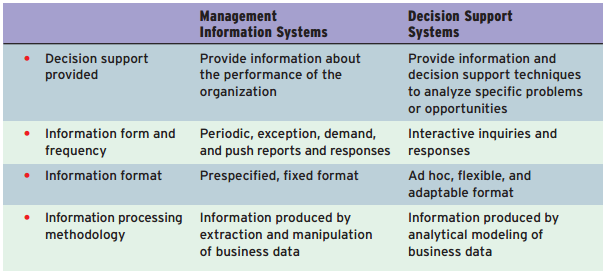 Management Information Systems
Decision Support Systems
• Decision support provided
Provide information about the performance of the organization
Provide information and decision support techniques to analyze specific problems or opportunities
• Information form and frequency
Periodic, exception, demand, and push reports and responses
Interactive inquiries and responses
• Information format
Prespecified, fixed format
Ad hoc, flexible, and adaptable format
• Information processing methodology
Information produced by extraction and manipulation of business data
Information produced by analytical modeling of business data